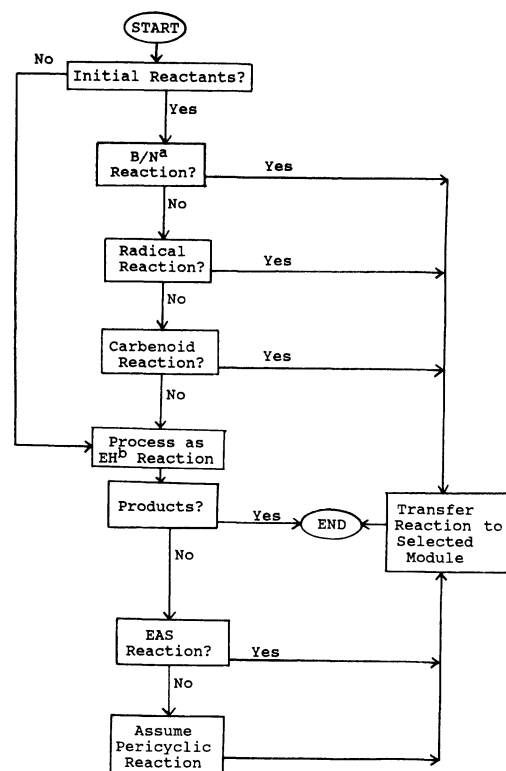 START
No
Initial Reactants?
Yes
B/Nᵃ
Reaction?
Yes
No
Radical
Reaction?
Yes
No
Carbenoid
Reaction?
Yes
No
Process as
EHᵇ Reaction
Products?
Yes
END
Transfer
Reaction to
Selected
Module
No
EAS
Reaction?
Yes
No
Assume
Pericyclic
Reaction